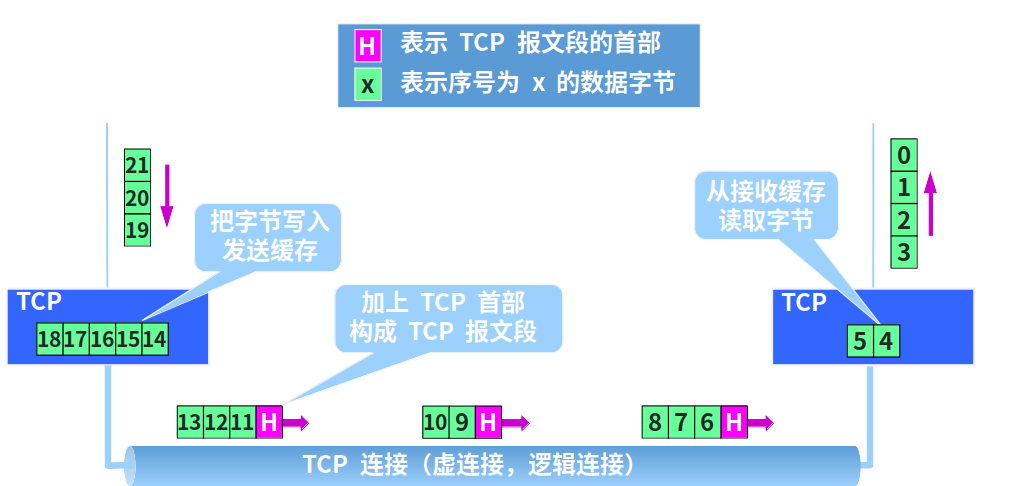 H 表示 TCP 报文段的首部
x 表示序号为 x 的数据字节
21
20
19
把字节写入
发送缓存
从接收缓存
读取字节
0
1
2
3
TCP
18 17 16 15 14
加上 TCP 首部
构成 TCP 报文段
TCP
5 4
13 12 11 H
10 9 H
8 7 6 H
TCP 连接（虚连接，逻辑连接）